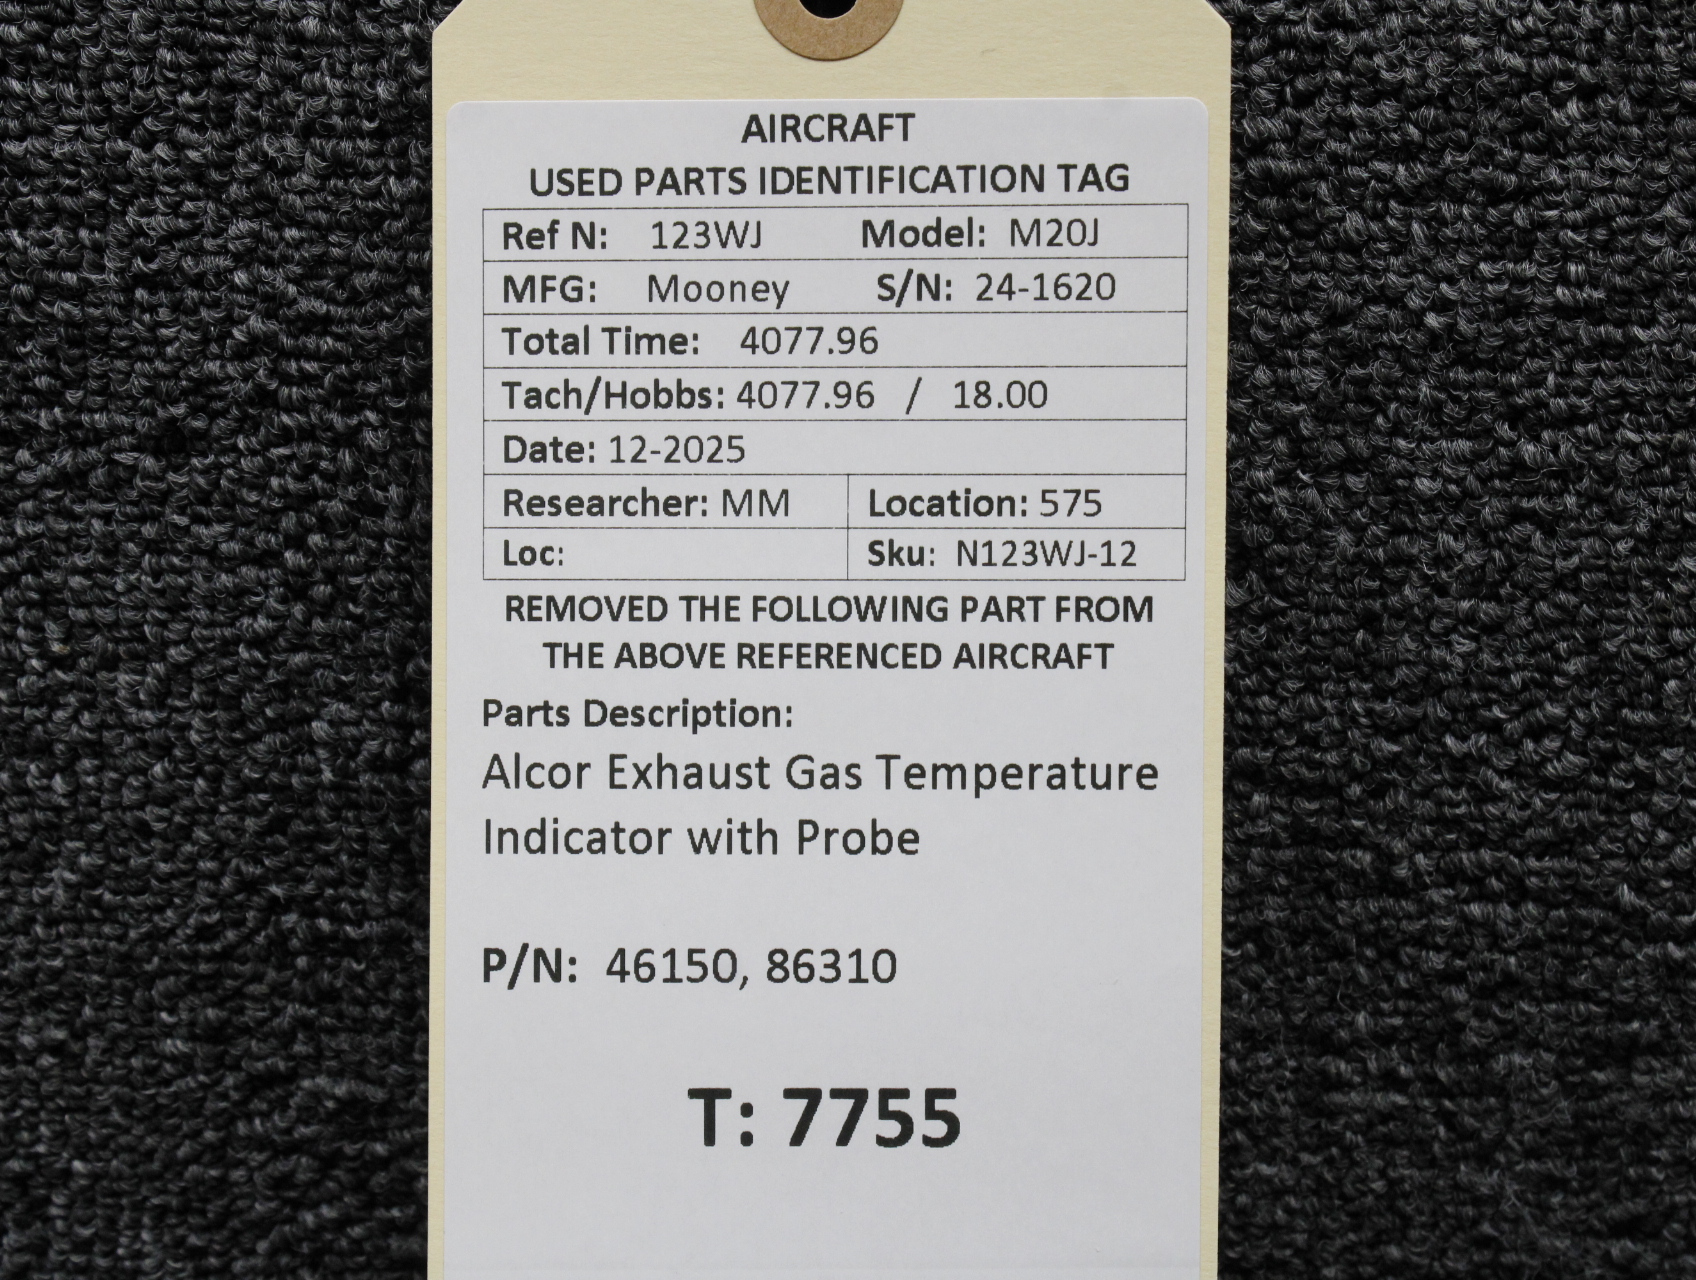 AIRCRAFT
USED PARTS IDENTIFICATION TAG
Ref N: 123WJ Model: M20J
MFG: Mooney S/N: 24-1620
Total Time: 4077.96
Tach/Hobbs: 4077.96 / 18.00
Date: 12-2025
Researcher: MM Location: 575
Loc: Sku: N123WJ-12
REMOVED THE FOLLOWING PART FROM
THE ABOVE REFERENCED AIRCRAFT
Parts Description:
Alcor Exhaust Gas Temperature
Indicator with Probe
P/N: 46150, 86310
T: 7755